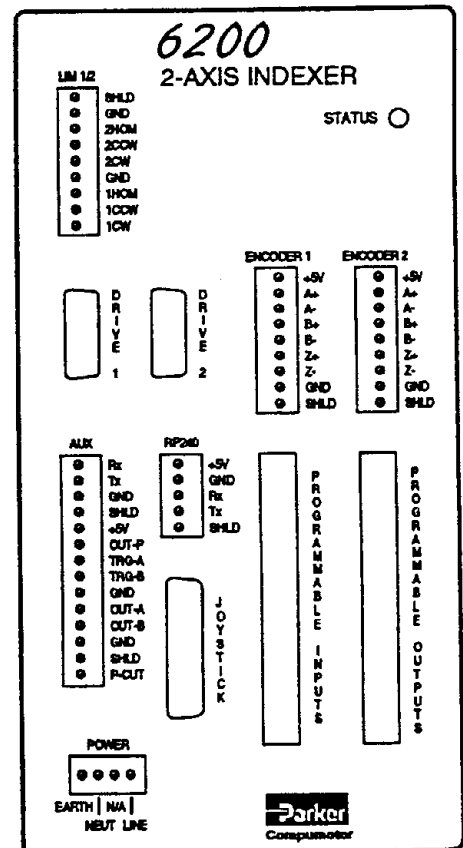 6200
2-AXIS INDEXER
STATUS
LIM 1/2
SHLD
GND
2HOM
2CCW
2CW
GND
1HOM
1CCW
1CW
DRIVE 1
DRIVE 2
ENCODER 1
+5V
A+
A-
B+
B-
Z+
Z-
GND
SHLD
ENCODER 2
+5V
A+
A-
B+
B-
Z+
Z-
GND
SHLD
AUX
Rx
Tx
GND
SHLD
+5V
OUT-P
TRG-A
TRG-B
GND
OUT-A
OUT-B
GND
SHLD
P-CUT
RP240
+5V
GND
Rx
Tx
SHLD
JOYSTICK
PROGRAMMABLE INPUTS
PROGRAMMABLE OUTPUTS
POWER
EARTH | N/A |
NEUT LINE
Parker
Compumotor